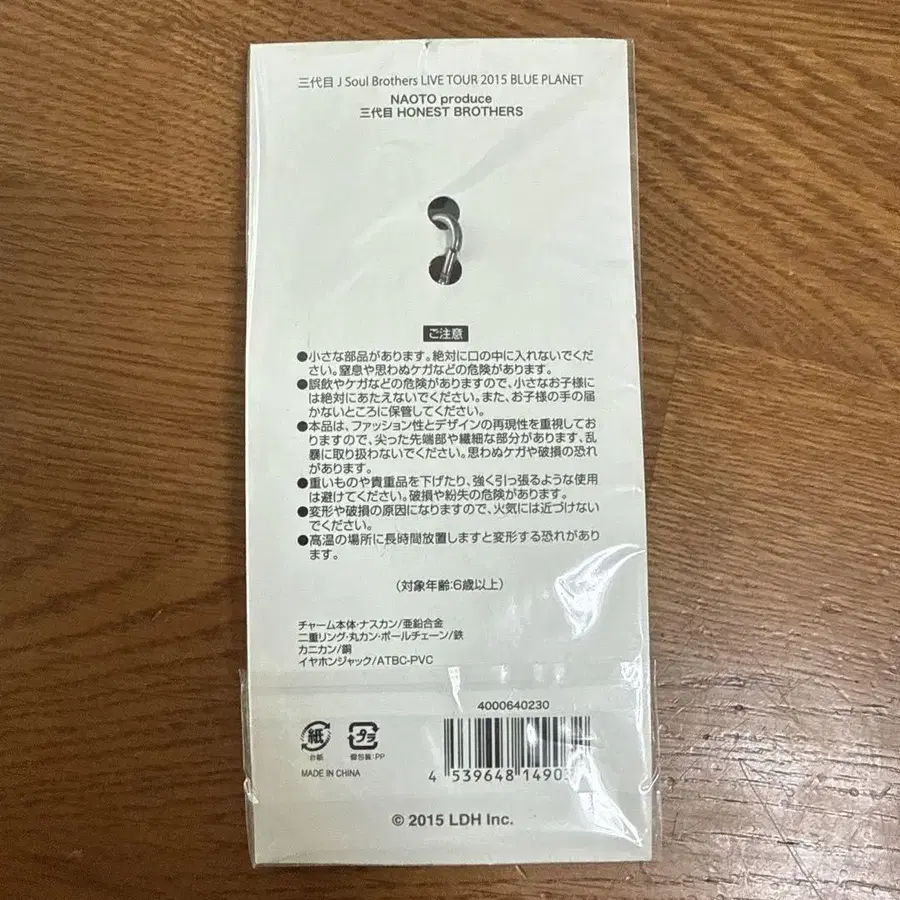 三代目 J Soul Brothers LIVE TOUR 2015 BLUE PLANET
NAOTO produce
三代目 HONEST BROTHERS
ご注意
●小さな部品があります。絶対に口の中に入れないでくだ
さい。窒息や思わぬケガなどの危険があります。
●誤飲やケガなどの危険がありますので、小さなお子様に
は絶対にあたえないでください。また、お子様の手の届
かないところに保管してください。
●本品は、ファッション性とデザインの再現性を重視してお
りますので、尖った先端部や繊細な部分があります、乱
暴に取り扱わないでください。思わぬケガや破損の恐れ
があります。
●重いものや貴重品を下げたり、強く引っ張るような使用
は避けてください。破損や紛失の危険があります。
●変形や破損の原因になりますので、火気には近づけない
でください。
●高温の場所に長時間放置しますと変形する恐れがあり
ます。
(対象年齢:6歳以上)
チャーム本体・ナスカン/亜鉛合金
二重リング・丸カン・ボールチェーン/鉄
カニカン/銅
イヤホンジャック/ATBC-PVC
4000640230
紙 プラ
台紙 個包装:PP
MADE IN CHINA
4 539648 14903
© 2015 LDH Inc.